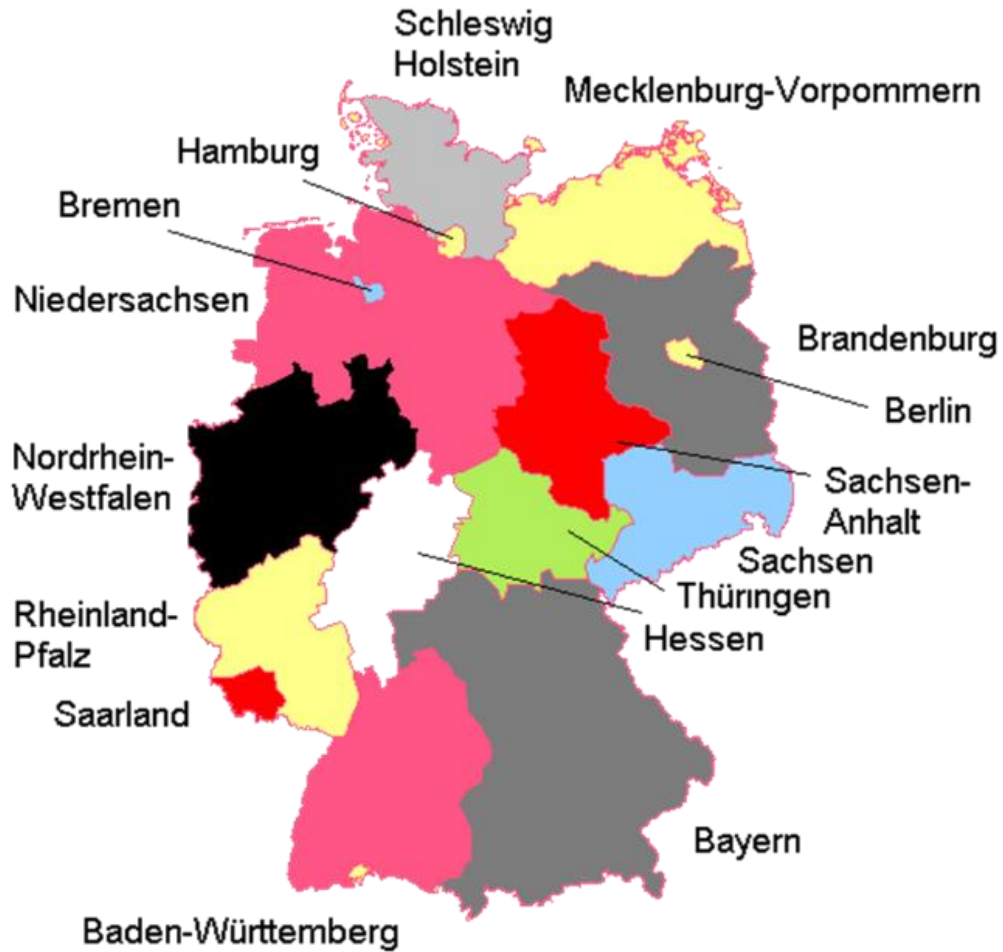 Schleswig
Holstein
Mecklenburg-Vorpommern
Hamburg
Bremen
Niedersachsen
Brandenburg
Berlin
Nordrhein-
Westfalen
Sachsen-
Anhalt
Sachsen
Thüringen
Rheinland-
Pfalz
Hessen
Saarland
Bayern
Baden-Württemberg